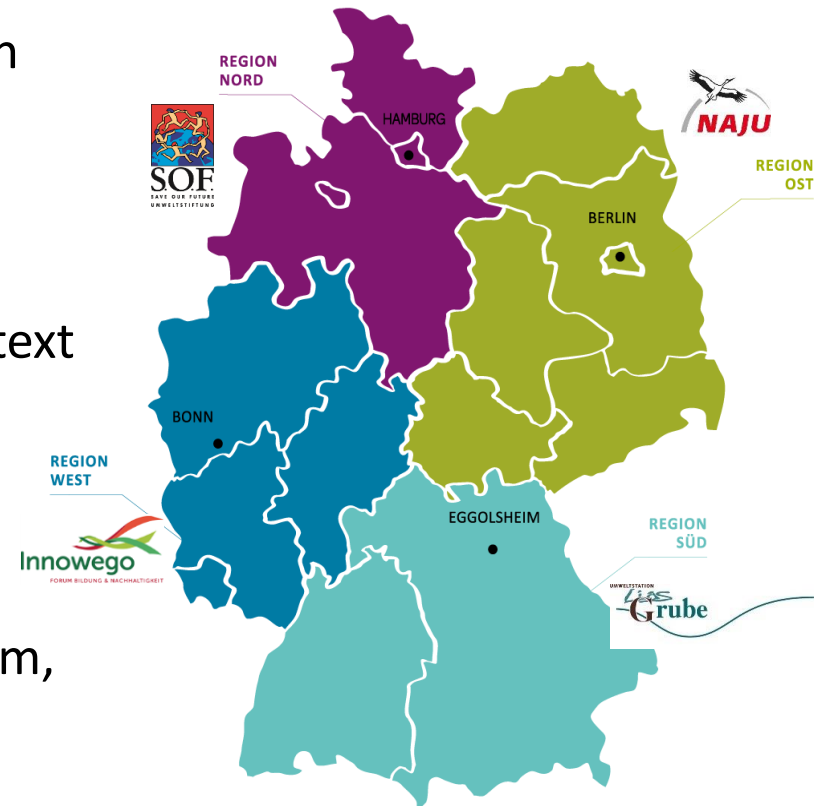 n
REGION
NORD
HAMBURG
S.O.F.
SAVE OUR FUTURE
UMWELTSTIFTUNG
NAJU
REGION
OST
BERLIN
text
BONN
REGION
WEST
EGGOLSHEIM
Innowego
FORUM BILDUNG & NACHHALTIGKEIT
REGION
SÜD
UMWELTSTATION
Lias
Grube
m,